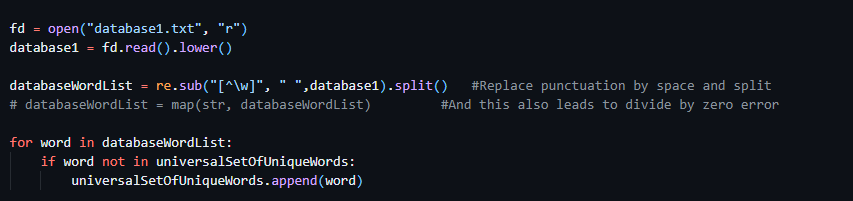 fd = open("database1.txt", "r")
database1 = fd.read().lower()
databaseWordList = re.sub("[^\w]", " ",database1).split()   #Replace punctuation by space and split
# databaseWordList = map(str, databaseWordList)         #And this also leads to divide by zero error
for word in databaseWordList:
    if word not in universalSetOfUniqueWords:
        universalSetOfUniqueWords.append(word)